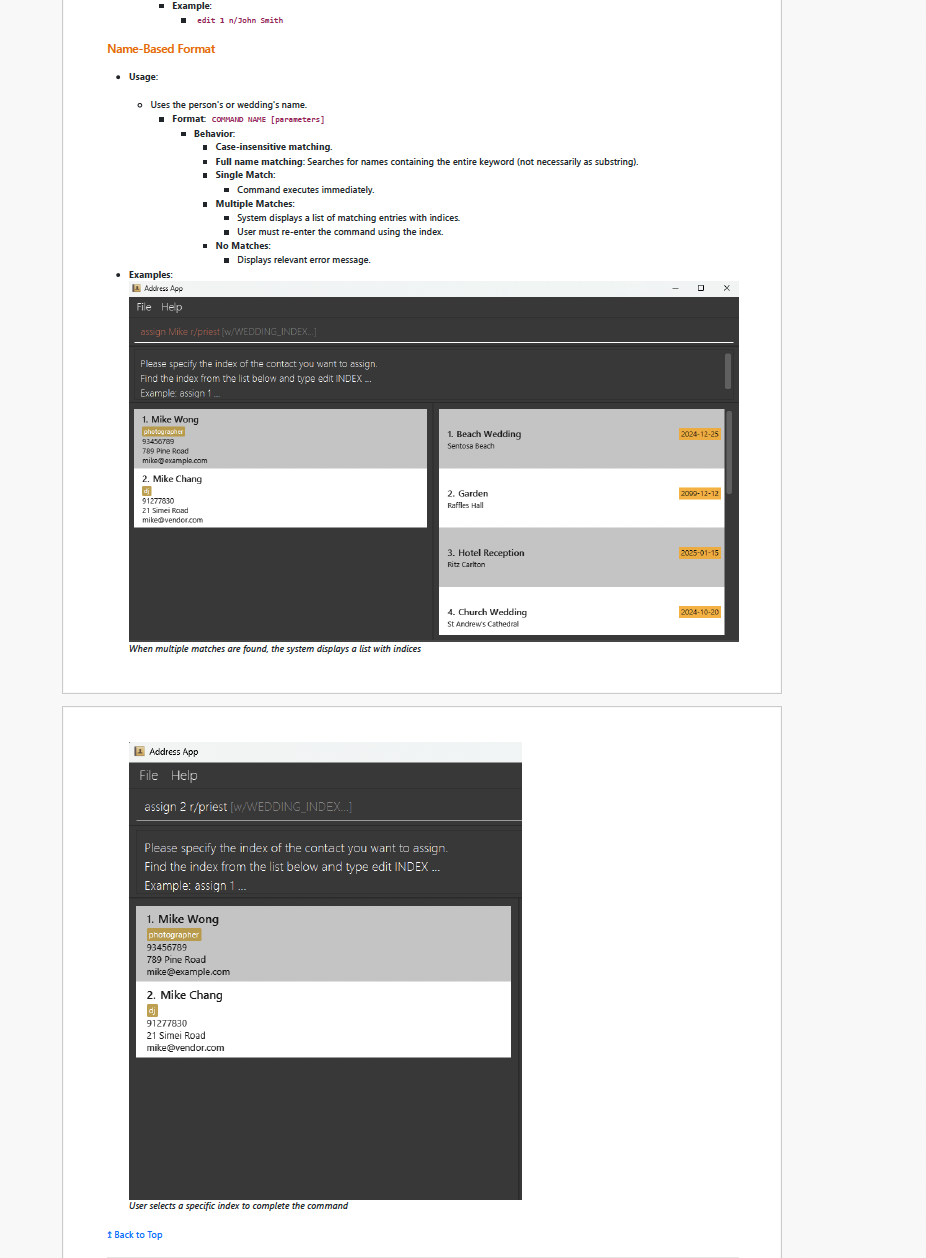 Example:
edit 1 n/John Smith
Name-Based Format
Usage:
Uses the person's or wedding's name.
Format: COMMAND NAME [parameters]
Behavior:
Case-insensitive matching.
Full name matching: Searches for names containing the entire keyword (not necessarily as substring).
Single Match:
Command executes immediately.
Multiple Matches:
System displays a list of matching entries with indices.
User must re-enter the command using the index.
No Matches:
Displays relevant error message.
Examples:
Address App
File Help
assign Mike r/priest [w/WEDDING_INDEX...]
Please specify the index of the contact you want to assign.
Find the index from the list below and type edit INDEX ...
Example: assign 1 ...
1. Mike Wong
photographer
93456789
789 Pine Road
mike@example.com
2. Mike Chang
dj
91277830
21 Simei Road
mike@vendor.com
1. Beach Wedding 2024-12-25
Sentosa Beach
2. Garden 2099-12-12
Raffles Hall
3. Hotel Reception 2025-01-15
Ritz Carlton
4. Church Wedding 2024-10-20
St Andrew's Cathedral
When multiple matches are found, the system displays a list with indices
Address App
File Help
assign 2 r/priest [w/WEDDING_INDEX...]
Please specify the index of the contact you want to assign.
Find the index from the list below and type edit INDEX ...
Example: assign 1 ...
1. Mike Wong
photographer
93456789
789 Pine Road
mike@example.com
2. Mike Chang
dj
91277830
21 Simei Road
mike@vendor.com
User selects a specific index to complete the command
↥ Back to Top